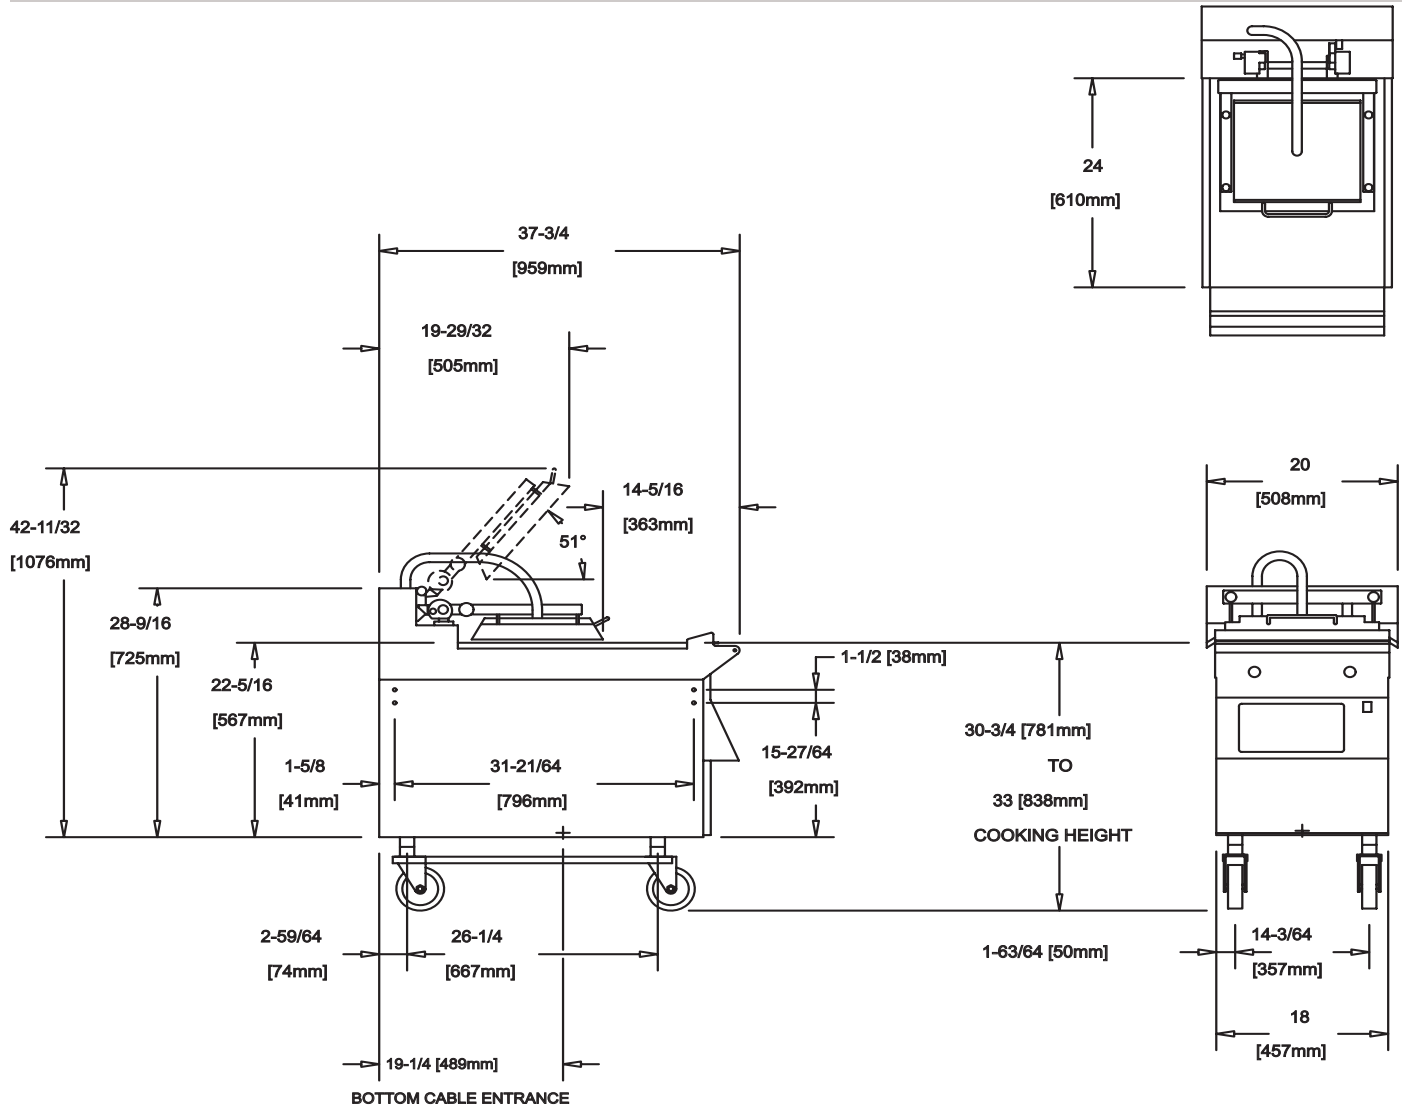 24
[610mm]
37-3/4
[959mm]
19-29/32
[505mm]
20
[508mm]
14-5/16
[363mm]
42-11/32
[1076mm]
51°
28-9/16
[725mm]
1-1/2 [38mm]
22-5/16
[567mm]
30-3/4 [781mm]
TO
33 [838mm]
COOKING HEIGHT
15-27/64
[392mm]
1-5/8
[41mm]
31-21/64
[796mm]
2-59/64
[74mm]
26-1/4
[667mm]
1-63/64 [50mm]
14-3/64
[357mm]
18
[457mm]
19-1/4 [489mm]
BOTTOM CABLE ENTRANCE